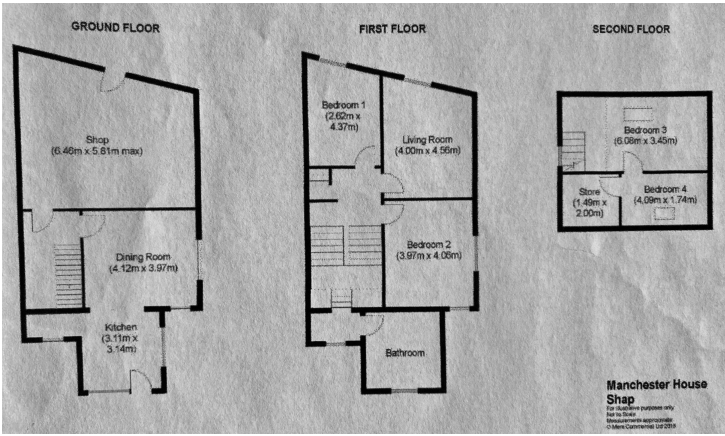 GROUND FLOOR
FIRST FLOOR
SECOND FLOOR
Shop
(6.46m x 5.81m max)
Dining Room
(4.12m x 3.97m)
Kitchen
(3.11m x
3.14m)
Bedroom 1
(2.62m x
4.37m)
Living Room
(4.00m x 4.56m)
Bedroom 2
(3.97m x 4.06m)
Bathroom
Bedroom 3
(6.08m x 3.45m)
Store
(1.49m x
2.00m)
Bedroom 4
(4.09m x 1.74m)
Manchester House
Shap
For illustrative purposes only
Not to Scale
Measurements approximate